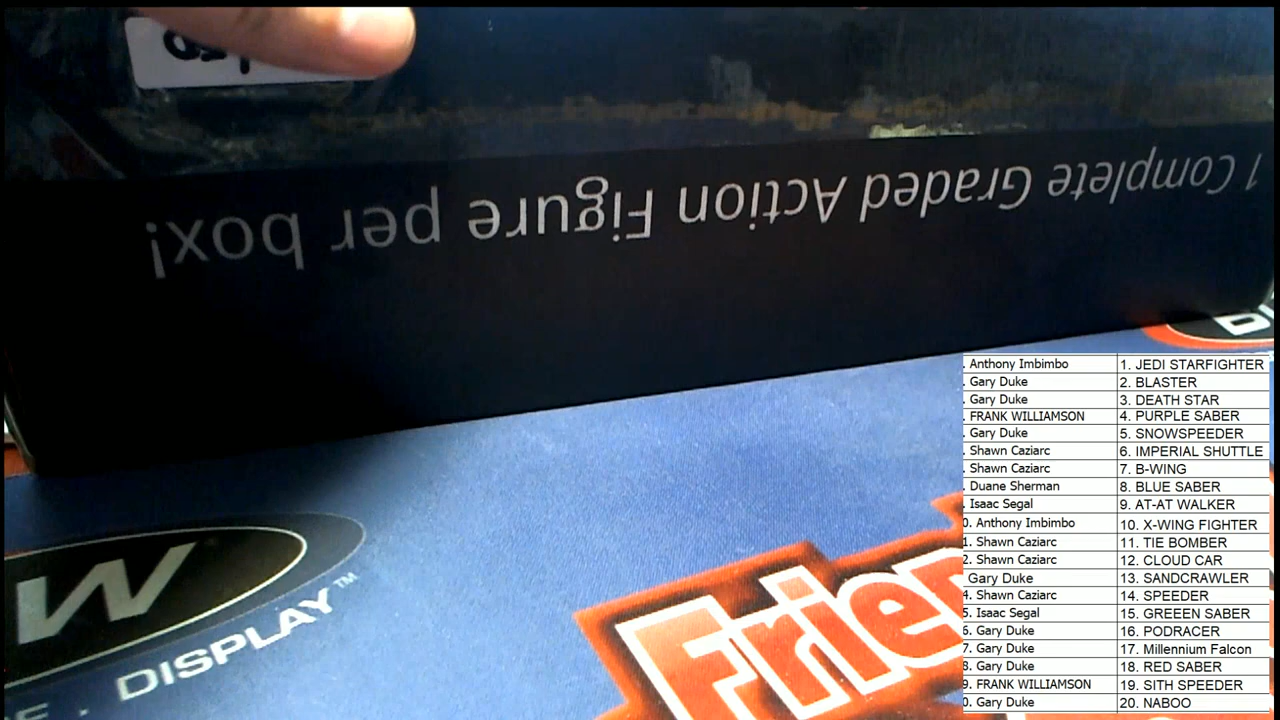 1 Complete Graded Action Figure per box!
W
DISPLAY™
. Anthony Imbimbo 1. JEDI STARFIGHTER
. Gary Duke 2. BLASTER
. Gary Duke 3. DEATH STAR
. FRANK WILLIAMSON 4. PURPLE SABER
. Gary Duke 5. SNOWSPEEDER
. Shawn Caziarc 6. IMPERIAL SHUTTLE
. Shawn Caziarc 7. B-WING
. Duane Sherman 8. BLUE SABER
. Isaac Segal 9. AT-AT WALKER
0. Anthony Imbimbo 10. X-WING FIGHTER
1. Shawn Caziarc 11. TIE BOMBER
2. Shawn Caziarc 12. CLOUD CAR
Gary Duke 13. SANDCRAWLER
4. Shawn Caziarc 14. SPEEDER
5. Isaac Segal 15. GREEEN SABER
6. Gary Duke 16. PODRACER
7. Gary Duke 17. Millennium Falcon
8. Gary Duke 18. RED SABER
9. FRANK WILLIAMSON 19. SITH SPEEDER
0. Gary Duke 20. NABOO
Frien